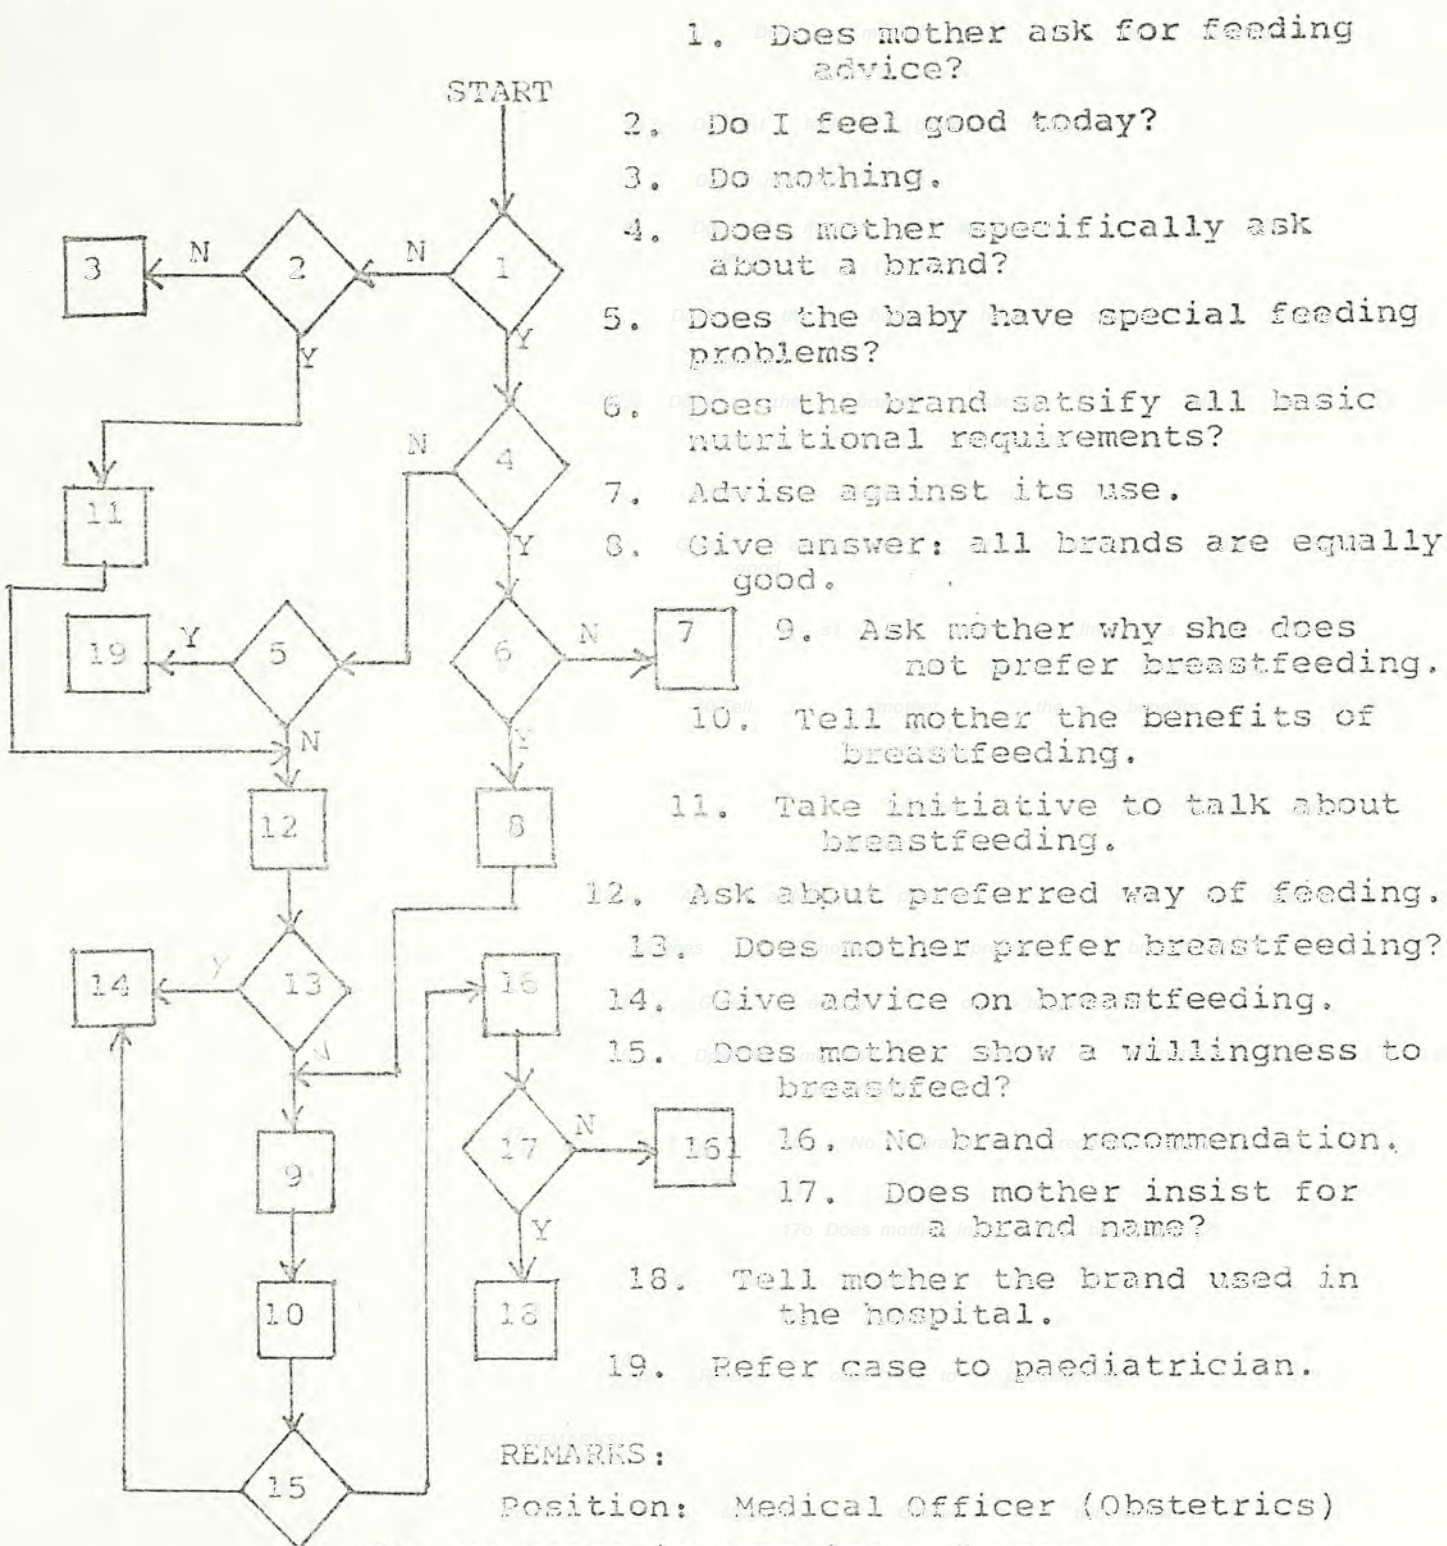 1. Does mother ask for feeding
advice?
START
2. Do I feel good today?
3. Do nothing.
4. Does mother specifically ask
about a brand?
5. Does the baby have special feeding
problems?
6. Does the brand satsify all basic
nutritional requirements?
7. Advise against its use.
8. Give answer: all brands are equally
good.
9. Ask mother why she does
not prefer breastfeeding.
10. Tell mother the benefits of
breastfeeding.
11. Take initiative to talk about
breastfeeding.
12. Ask about preferred way of feeding.
13. Does mother prefer breastfeeding?
14. Give advice on breastfeeding.
15. Does mother show a willingness to
breastfeed?
16. No brand recommendation.
17. Does mother insist for
a brand name?
18. Tell mother the brand used in
the hospital.
19. Refer case to paediatrician.
REMARKS:
Position: Medical Officer (Obstetrics)
3 N 2 N 1
Y Y
N 4
11
Y
19 Y 5 6 N 7
N Y
12 8
14 Y 13 16
N
9 17 N 161
Y
10 18
15